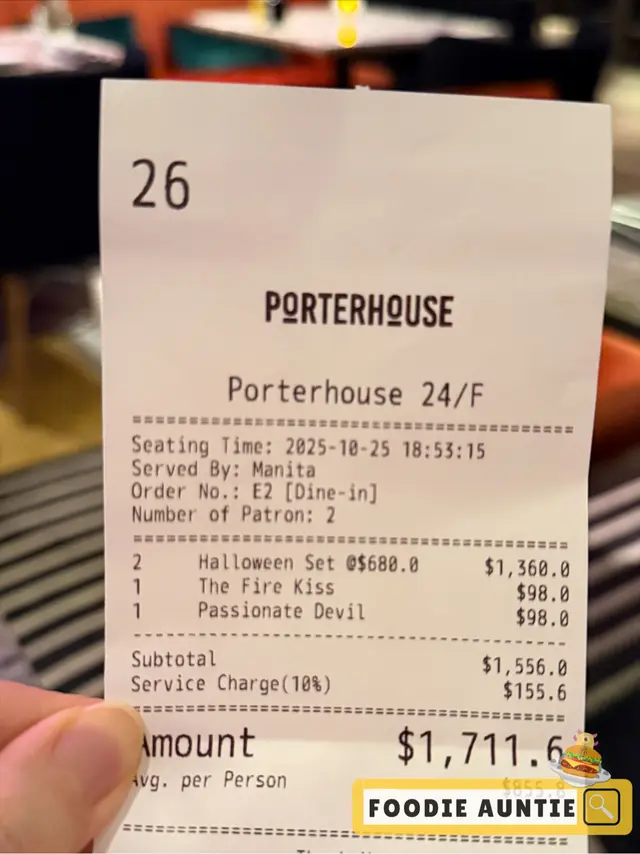 26
PORTERHOUSE
Porterhouse 24/F
Seating Time: 2025-10-25 18:53:15
Served By: Manita
Order No.: E2 [Dine-in]
Number of Patron: 2
2 Halloween Set @$680.0 $1,360.0
1 The Fire Kiss $98.0
1 Passionate Devil $98.0
Subtotal $1,556.0
Service Charge(10%) $155.6
Amount $1,711.6
Avg. per Person $855.8
FOODIE AUNTIE